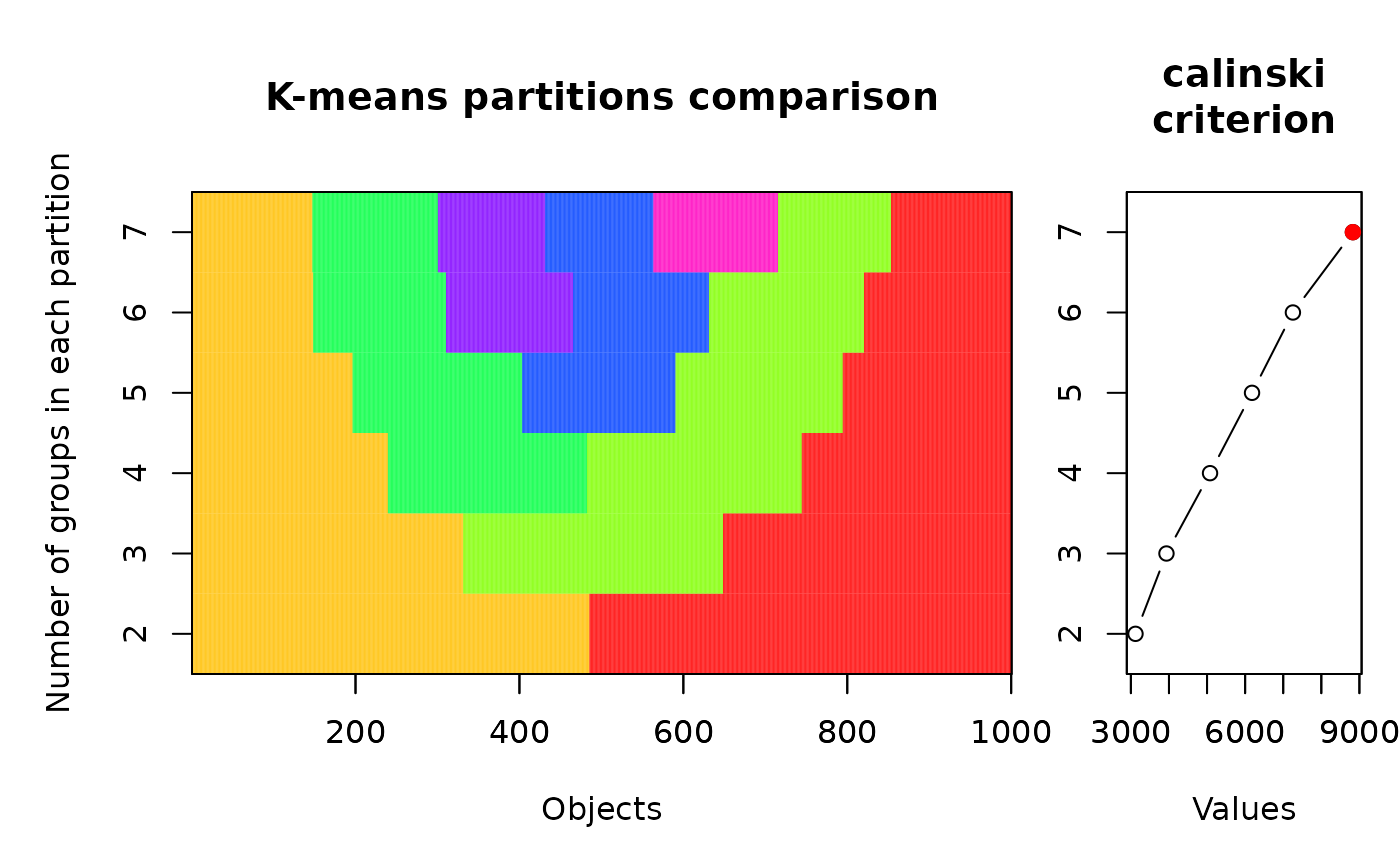 K-means partitions comparison
Number of groups in each partition
7
6
5
4
3
2
200 400 600 800 1000
Objects
calinski
criterion
7
6
5
4
3
2
3000 6000 9000
Values